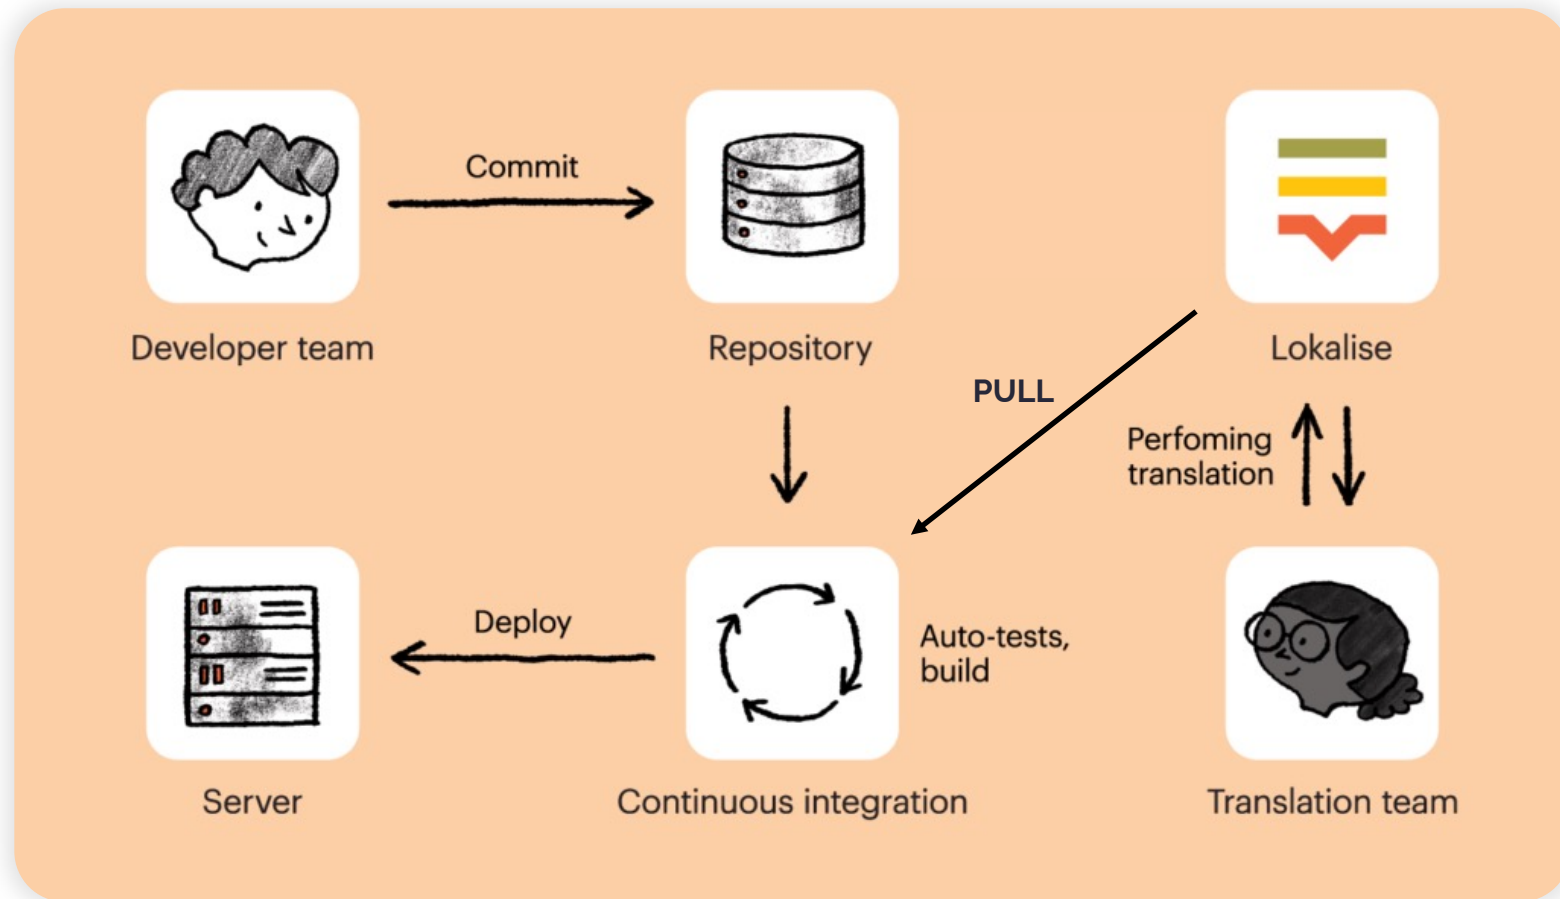 Commit
Developer team
Repository
Lokalise
PULL
Perfoming
translation
Deploy
Auto-tests,
build
Server
Continuous integration
Translation team